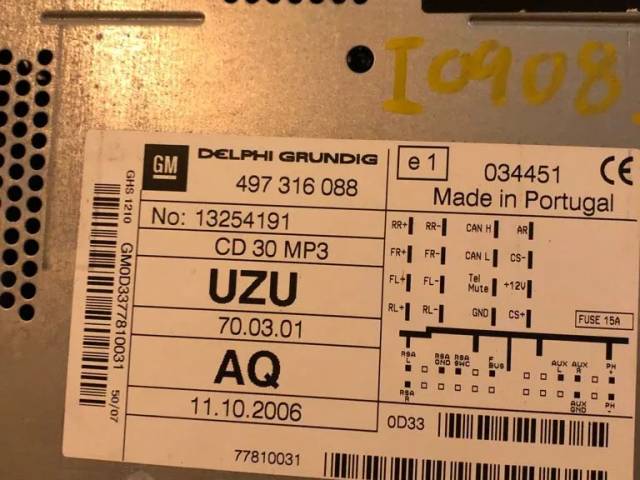 I0908
GM
DELPHI GRUNDIG
497 316 088
e1
034451
CE
Made in Portugal
No: 13254191
CD 30 MP3
UZU
70.03.01
AQ
11.10.2006
GHS 1210
GM0D3377810031
50/07
RR+ RR- CAN H AR
FR+ FR- CAN L CS-
FL+ FL- Tel Mute +12V
RL+ RL- GND CS+
FUSE 15A
RSA L RSA GND RSA SWC F BUS AUX L AUX R PH +
RSA R AUX GND PH -
0D33
77810031